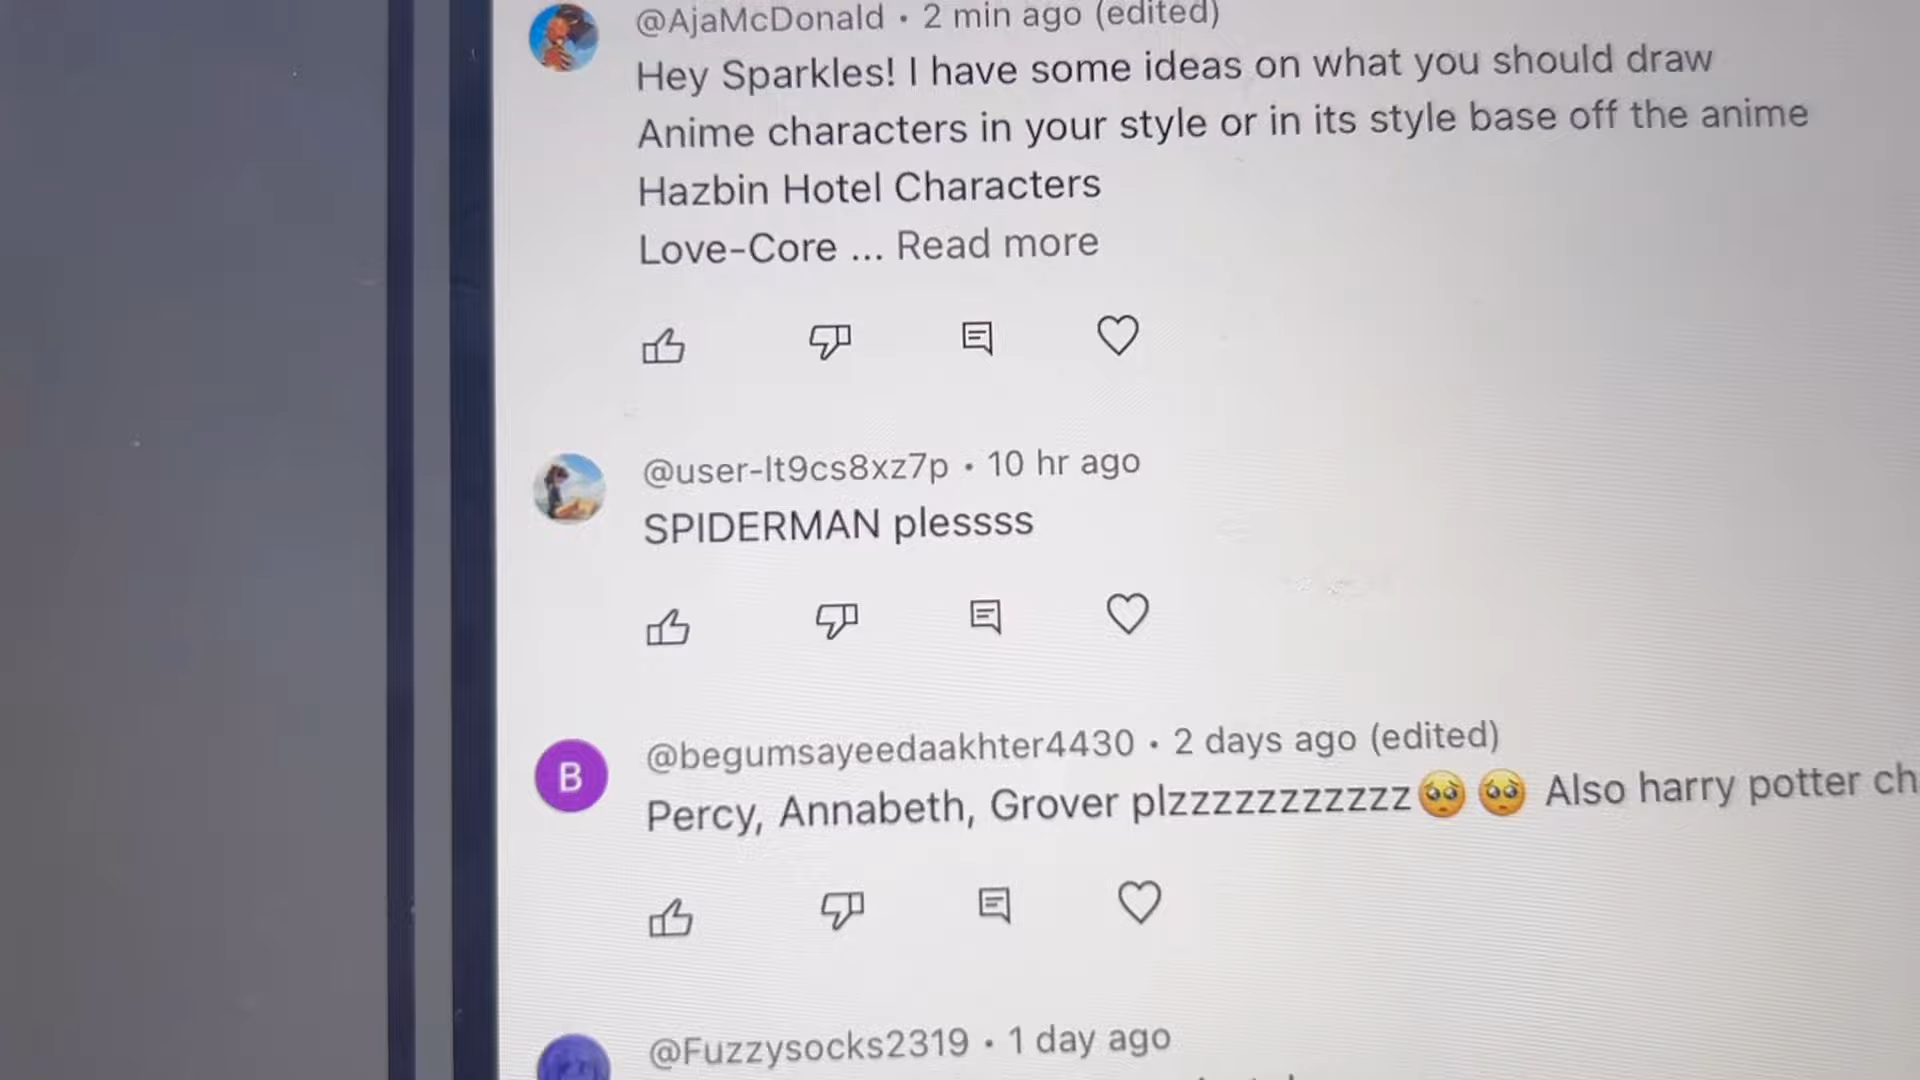 @AjaMcDonald • 2 min ago (edited)
Hey Sparkles! I have some ideas on what you should draw
Anime characters in your style or in its style base off the anime
Hazbin Hotel Characters
Love-Core ... Read more
@user-lt9cs8xz7p • 10 hr ago
SPIDERMAN plessss
B
@begumsayeedaakhter4430 • 2 days ago (edited)
Percy, Annabeth, Grover plzzzzzzzzzzz🥺🥺 Also harry potter ch
@Fuzzysocks2319 • 1 day ago